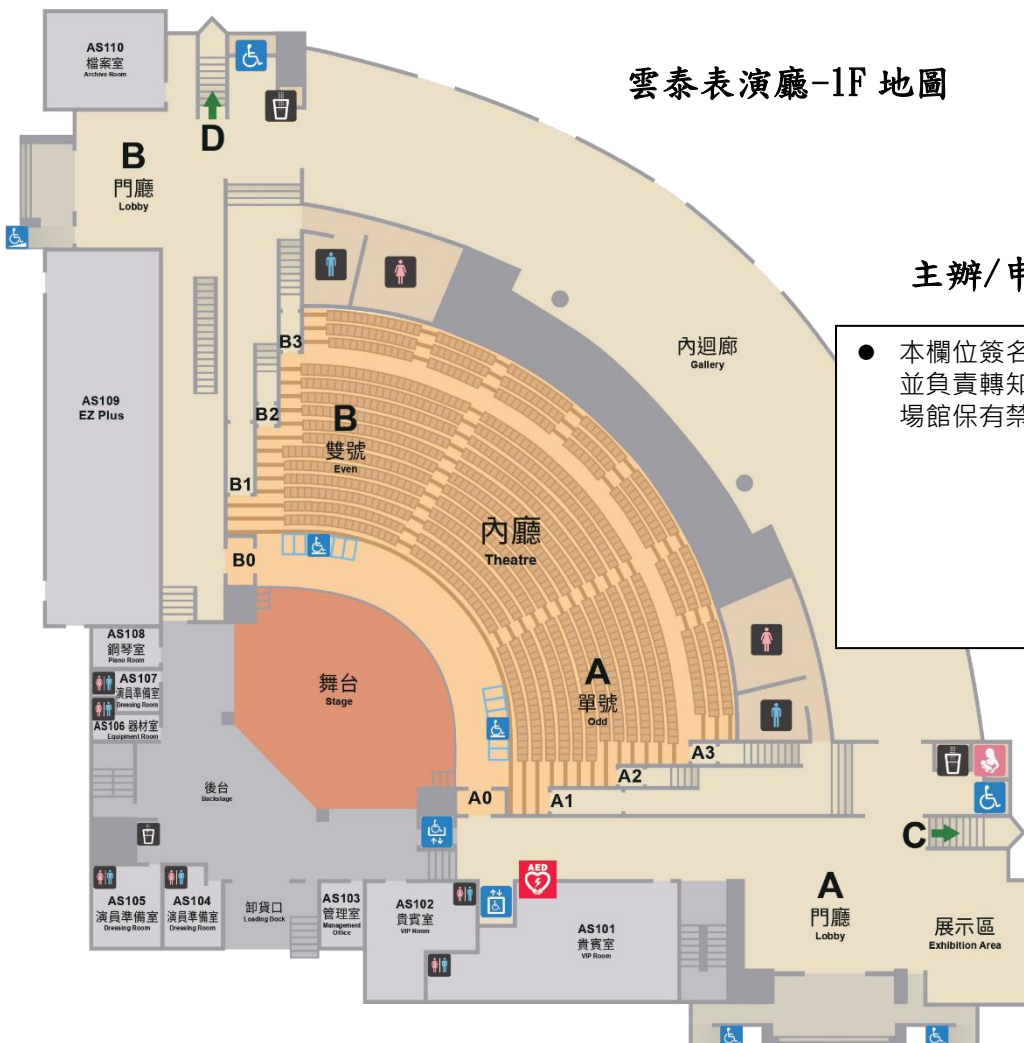 雲泰表演廳-1F 地圖
AS110
檔案室
Archive Room
D
B
門廳
Lobby
主辦/申
● 本欄位簽名
並負責轉知
場館保有禁
內迴廊
Gallery
B3
B2
B1
B0
AS109
EZ Plus
B
雙號
Even
內廳
Theatre
A
單號
Odd
舞台
Stage
AS108
鋼琴室
Piano Room
AS107
演員準備室
Dressing Room
AS106 器材室
Equipment Room
後台
Backstage
A3
A2
A1
A0
C
AED
A
門廳
Lobby
展示區
Exhibition Area
AS105
演員準備室
Dressing Room
AS104
演員準備室
Dressing Room
卸貨口
Loading Dock
AS103
管理室
Management
Office
AS102
貴賓室
VIP Room
AS101
貴賓室
VIP Room